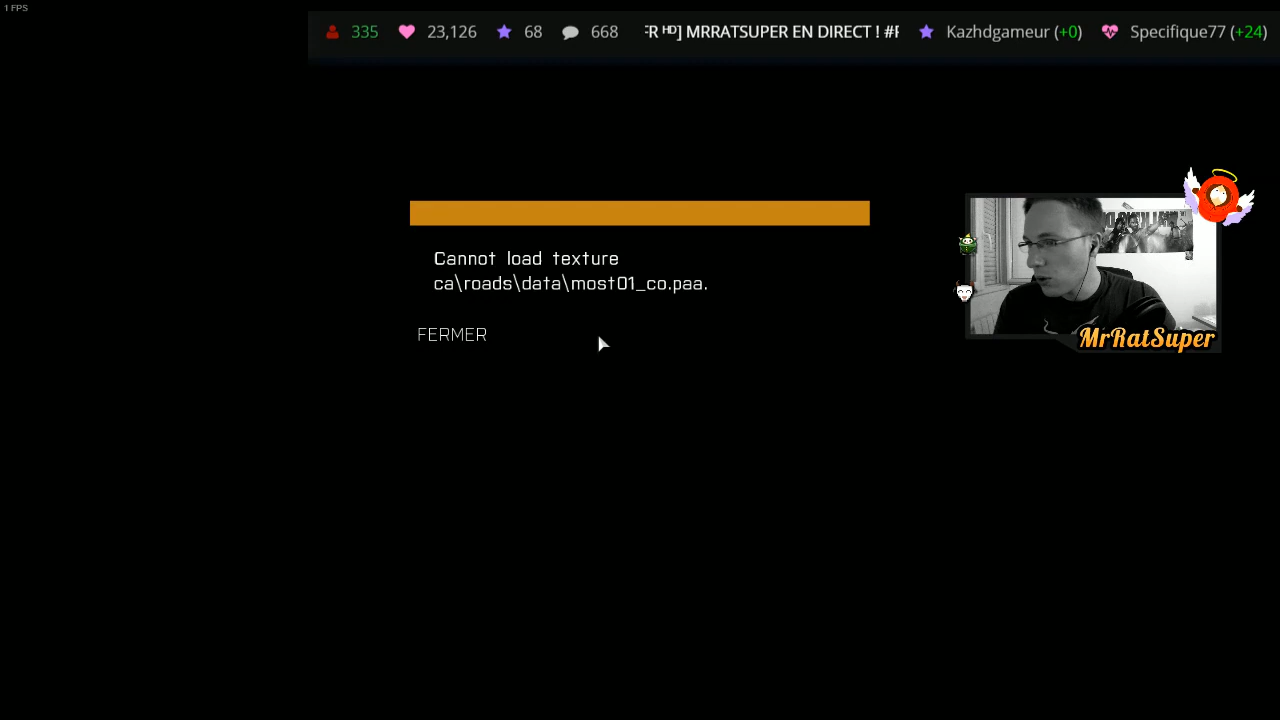 1 FPS
335 23,126 68 668 FR ᴴᴰ] MRRATSUPER EN DIRECT ! #F Kazhdgameur (+0) Specifique77 (+24)
Cannot load texture
ca\roads\data\most01_co.paa.
FERMER
MrRatSuper